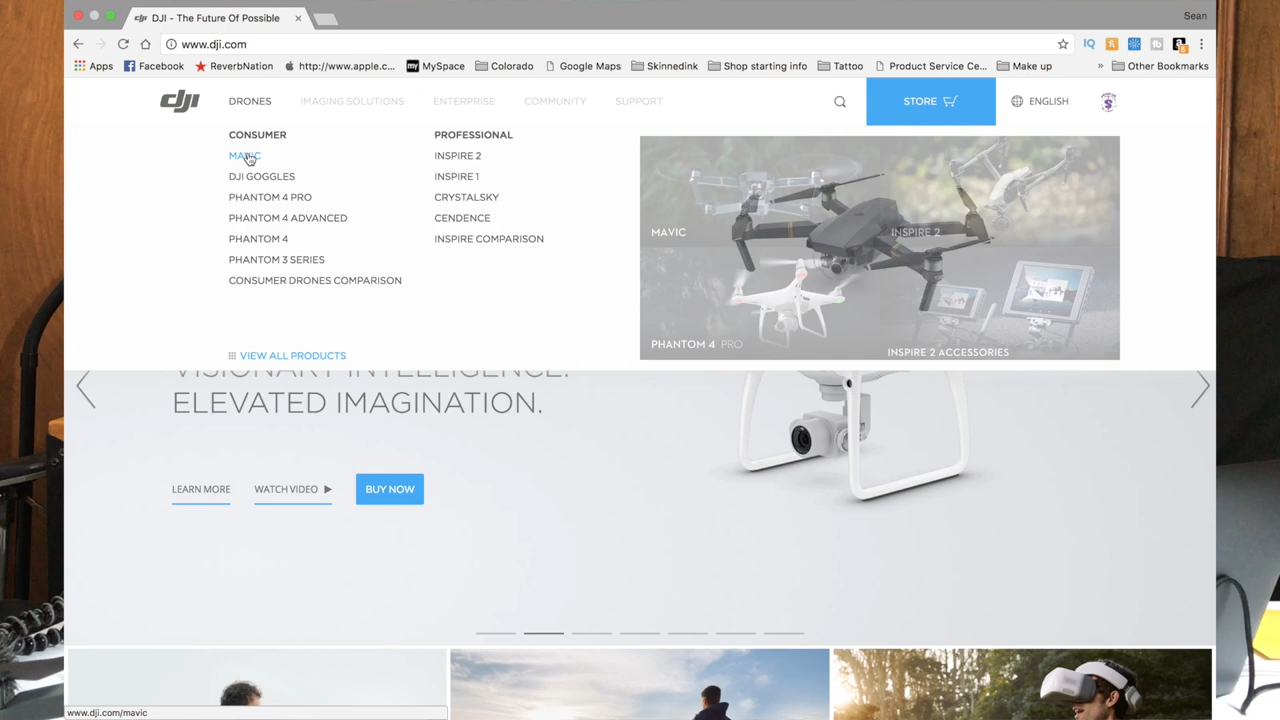 DJI - The Future Of Possible
Sean
www.dji.com
Apps
Facebook
ReverbNation
http://www.apple.c...
my MySpace
Colorado
Google Maps
Skinnedink
Shop starting info
Tattoo
Product Service Ce...
Make up
»
Other Bookmarks
dji
DRONES
IMAGING SOLUTIONS
ENTERPRISE
COMMUNITY
SUPPORT
STORE
ENGLISH
CONSUMER
MAVIC
DJI GOGGLES
PHANTOM 4 PRO
PHANTOM 4 ADVANCED
PHANTOM 4
PHANTOM 3 SERIES
CONSUMER DRONES COMPARISON
VIEW ALL PRODUCTS
PROFESSIONAL
INSPIRE 2
INSPIRE 1
CRYSTALSKY
CENDENCE
INSPIRE COMPARISON
MAVIC
INSPIRE 2
PHANTOM 4 PRO
INSPIRE 2 ACCESSORIES
VISIONARY INTELLIGENCE.
ELEVATED IMAGINATION.
LEARN MORE
WATCH VIDEO
BUY NOW
www.dji.com/mavic